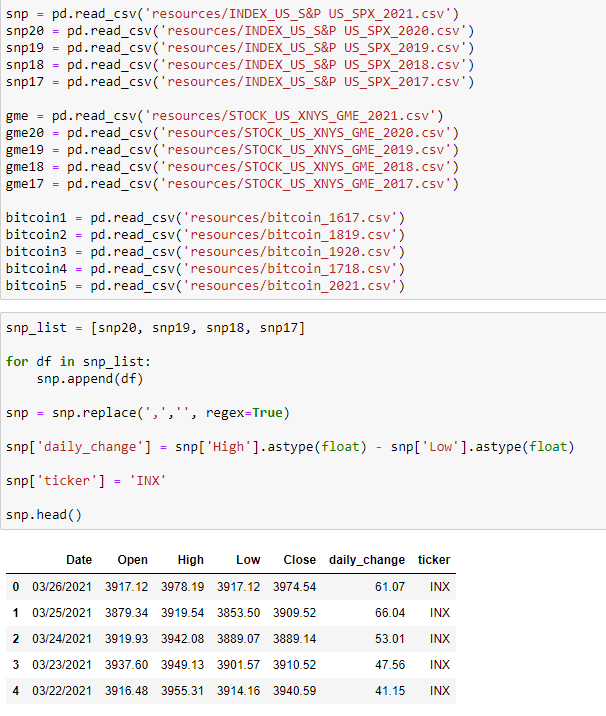 snp = pd.read_csv('resources/INDEX_US_S&P US_SPX_2021.csv')
snp20 = pd.read_csv('resources/INDEX_US_S&P US_SPX_2020.csv')
snp19 = pd.read_csv('resources/INDEX_US_S&P US_SPX_2019.csv')
snp18 = pd.read_csv('resources/INDEX_US_S&P US_SPX_2018.csv')
snp17 = pd.read_csv('resources/INDEX_US_S&P US_SPX_2017.csv')
gme = pd.read_csv('resources/STOCK_US_XNYS_GME_2021.csv')
gme20 = pd.read_csv('resources/STOCK_US_XNYS_GME_2020.csv')
gme19 = pd.read_csv('resources/STOCK_US_XNYS_GME_2019.csv')
gme18 = pd.read_csv('resources/STOCK_US_XNYS_GME_2018.csv')
gme17 = pd.read_csv('resources/STOCK_US_XNYS_GME_2017.csv')
bitcoin1 = pd.read_csv('resources/bitcoin_1617.csv')
bitcoin2 = pd.read_csv('resources/bitcoin_1819.csv')
bitcoin3 = pd.read_csv('resources/bitcoin_1920.csv')
bitcoin4 = pd.read_csv('resources/bitcoin_1718.csv')
bitcoin5 = pd.read_csv('resources/bitcoin_2021.csv')
snp_list = [snp20, snp19, snp18, snp17]
for df in snp_list:
    snp.append(df)
snp = snp.replace(',','', regex=True)
snp['daily_change'] = snp['High'].astype(float) - snp['Low'].astype(float)
snp['ticker'] = 'INX'
snp.head()
Date Open High Low Close daily_change ticker
0 03/26/2021 3917.12 3978.19 3917.12 3974.54 61.07 INX
1 03/25/2021 3879.34 3919.54 3853.50 3909.52 66.04 INX
2 03/24/2021 3919.93 3942.08 3889.07 3889.14 53.01 INX
3 03/23/2021 3937.60 3949.13 3901.57 3910.52 47.56 INX
4 03/22/2021 3916.48 3955.31 3914.16 3940.59 41.15 INX